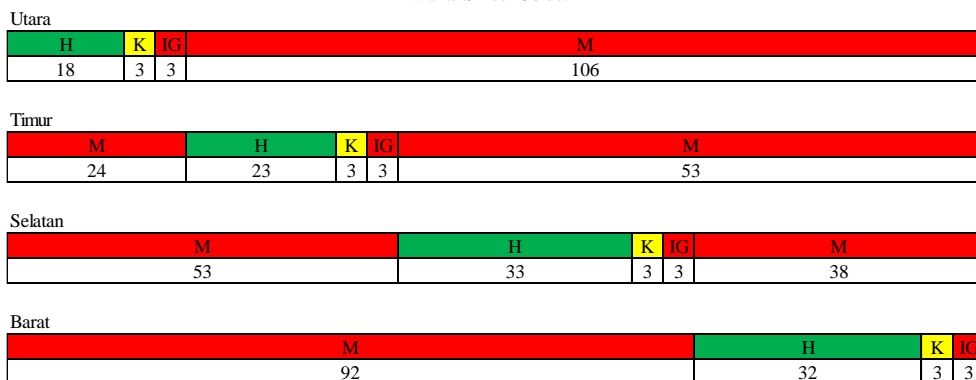 Utara
H K IG M
18 3 3 106
Timur
M H K IG M
24 23 3 3 53
Selatan
M H K IG M
53 33 3 3 38
Barat
M H K IG
92 32 3 3